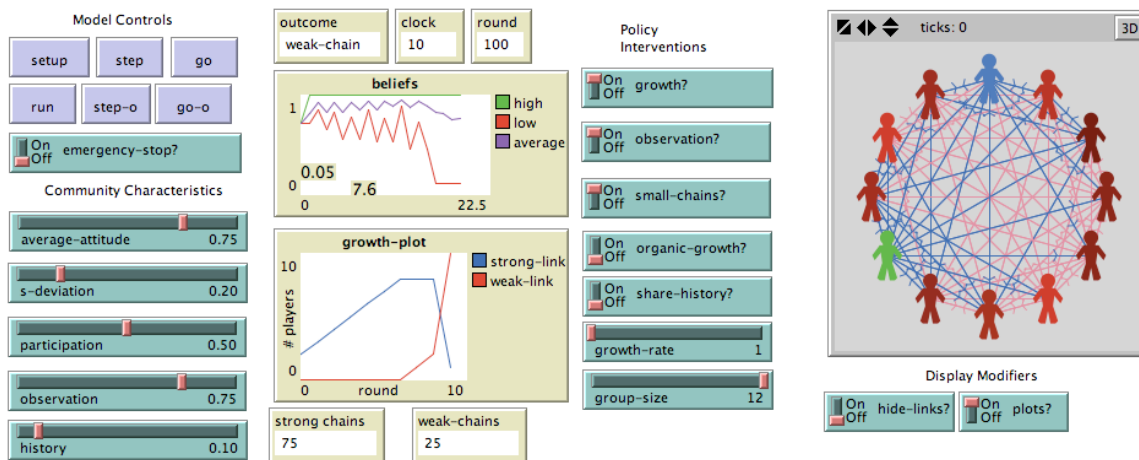 Model Controls
setup
step
go
run
step-o
go-o
On
Off
emergency-stop?
Community Characteristics
average-attitude 0.75
s-deviation 0.20
participation 0.50
observation 0.75
history 0.10
outcome
weak-chain
clock
10
round
100
beliefs
1
0
0.05
7.6
0 22.5
high
low
average
growth-plot
10
0
# players
0 round 10
strong-link
weak-link
strong chains
75
weak-chains
25
Policy
Interventions
On
Off
growth?
On
Off
observation?
On
Off
small-chains?
On
Off
organic-growth?
On
Off
share-history?
growth-rate 1
group-size 12
ticks: 0
3D
Display Modifiers
On
Off
hide-links?
On
Off
plots?